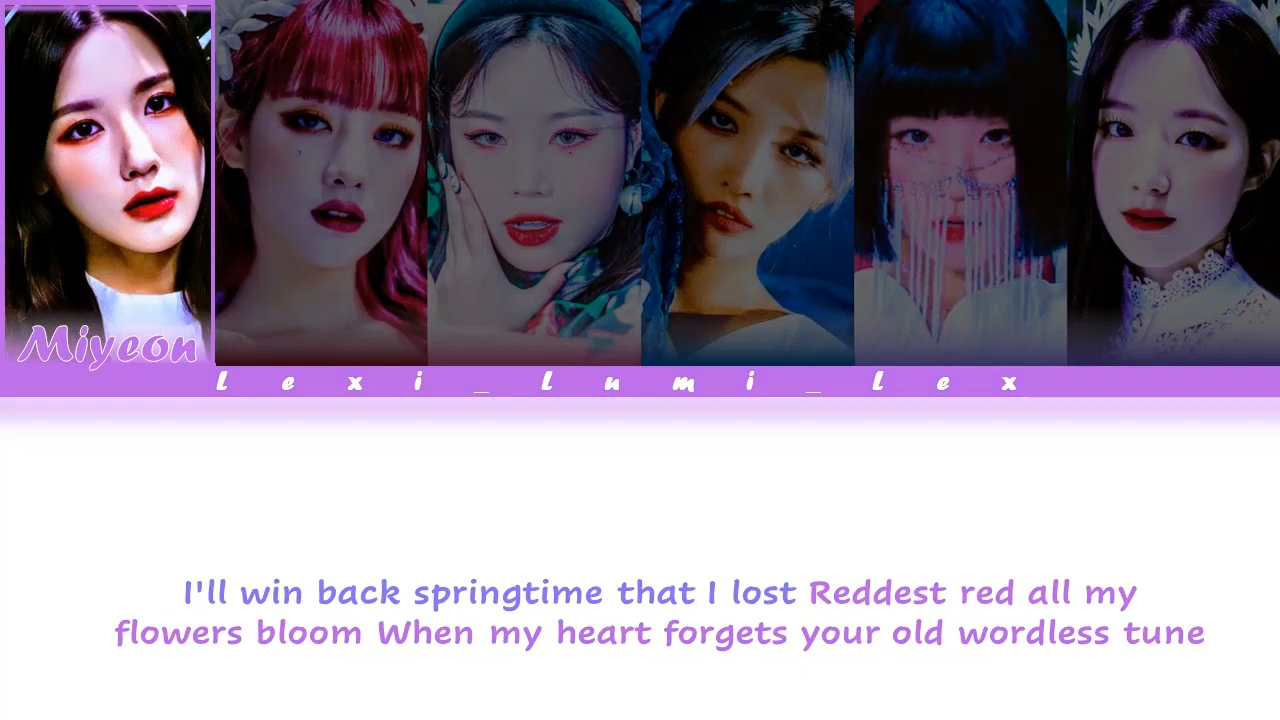 Miyeon
Lexi_Lumi_Lex
I'll win back springtime that I lost Reddest red all my
flowers bloom When my heart forgets your old wordless tune